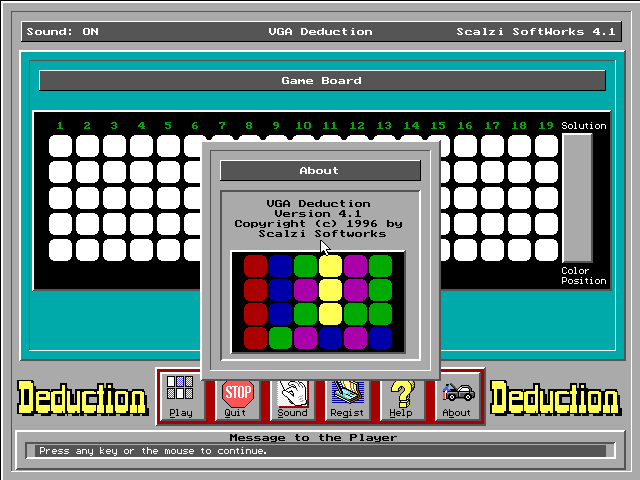 Sound: ON VGA Deduction Scalzi SoftWorks 4.1
Game Board
1 2 3 4 5 6 7 8 9 10 11 12 13 14 15 16 17 18 19 Solution
About
VGA Deduction
Version 4.1
Copyright (c) 1996 by
Scalzi Softworks
Color
Position
Deduction
STOP
Play Quit Sound Regist Help About
Deduction
Message to the Player
Press any key or the mouse to continue.